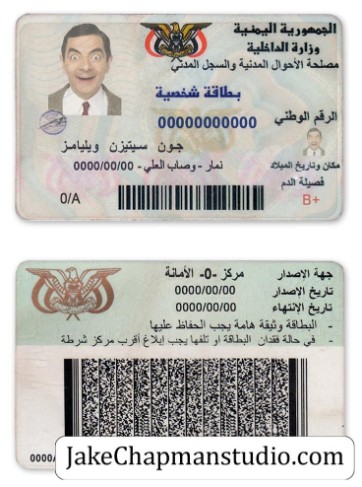 الجمهورية اليمنية
وزارة الداخلية
مصلحة الأحوال المدنية والسجل المدني
بطاقة شخصية
الرقم الوطني
00000000000
جون سيتيزن ويليامز
مكان وتاريخ الميلاد
نمار - وصاب العلي - 0000/00/00
فصيلة الدم
B+
0/A
جهة الإصدار مركز -0- الأمانة
تاريخ الإصدار 0000/00/00
تاريخ الإنتهاء 0000/00/00
- البطاقة وثيقة هامة يجب الحفاظ عليها
- في حالة فقدان البطاقة او تلفها يجب إبلاغ أقرب مركز شرطة
JakeChapmanstudio.com